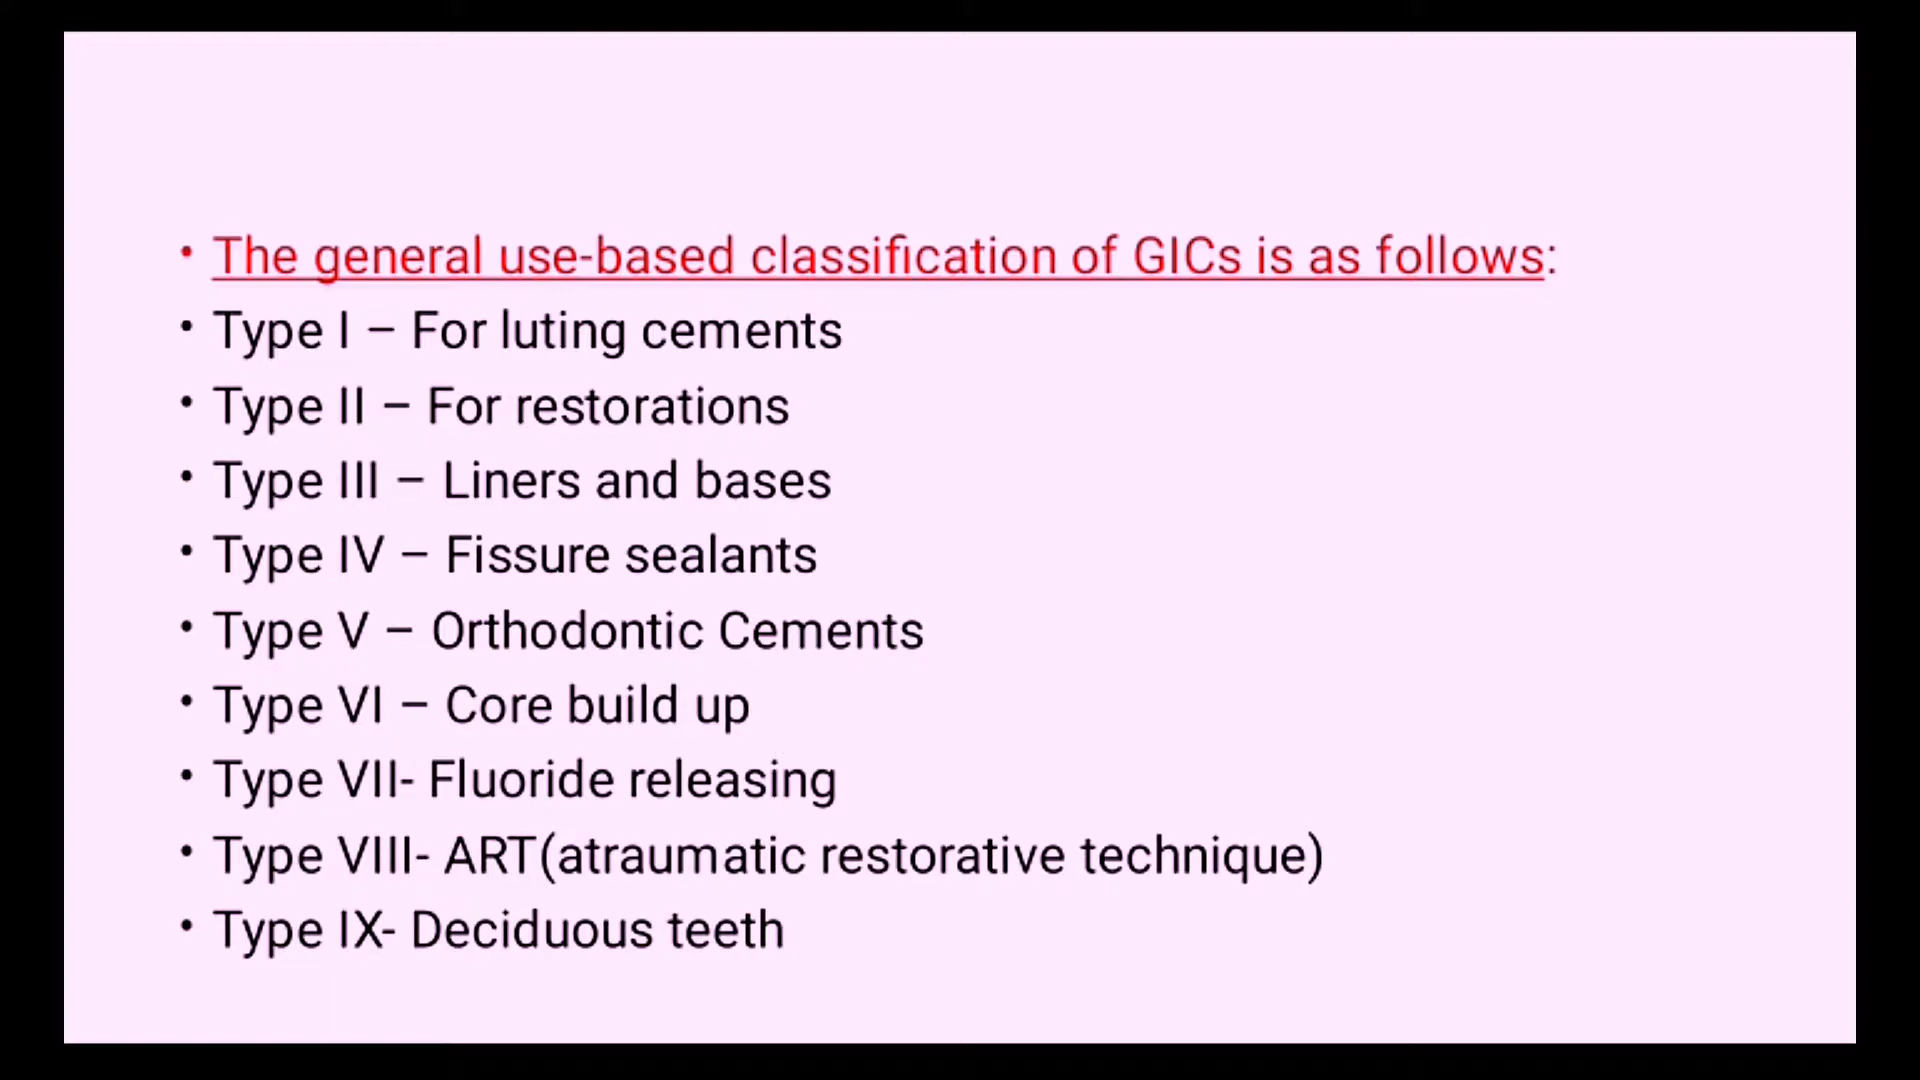 • The general use-based classification of GICs is as follows:
• Type I – For luting cements
• Type II – For restorations
• Type III – Liners and bases
• Type IV – Fissure sealants
• Type V – Orthodontic Cements
• Type VI – Core build up
• Type VII- Fluoride releasing
• Type VIII- ART(atraumatic restorative technique)
• Type IX- Deciduous teeth